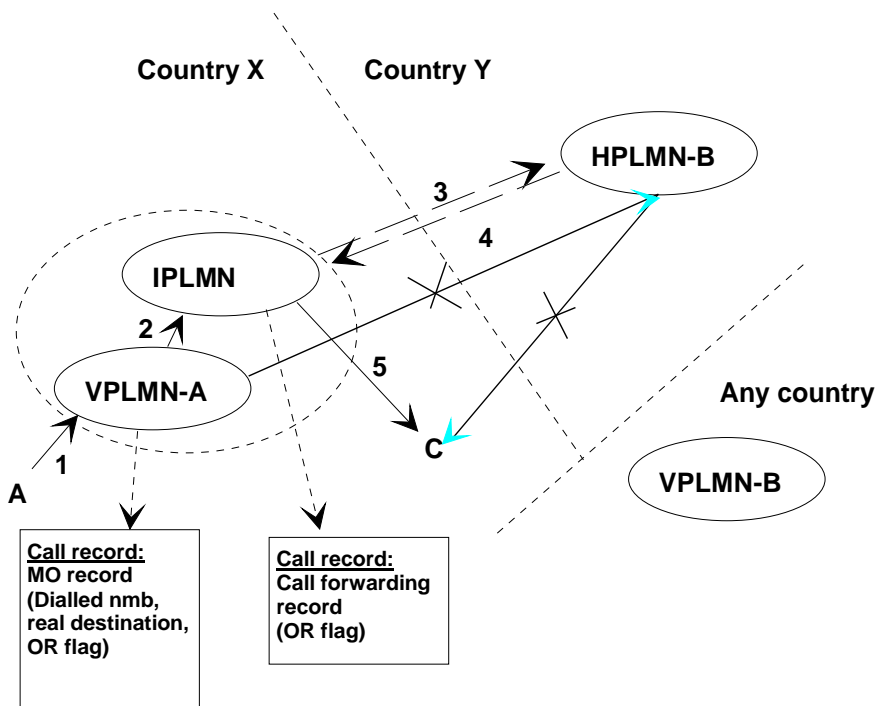 Country X
Country Y
HPLMN-B
3
4
IPLMN
2
5
VPLMN-A
Any country
C
1
A
VPLMN-B
Call record:
MO record
(Dialled nmb,
real destination,
OR flag)
Call record:
Call forwarding
record
(OR flag)